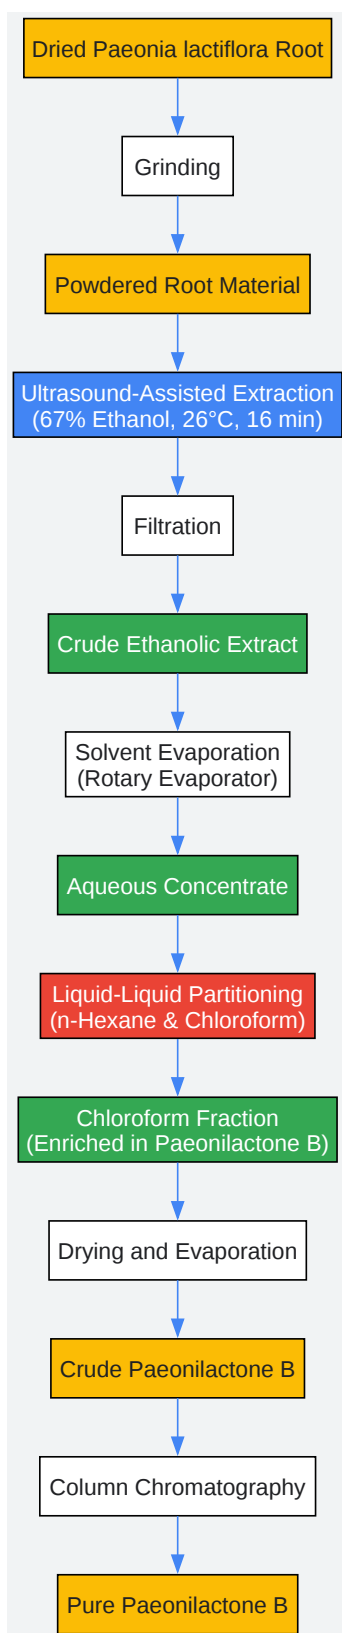 Dried Paeonia lactiflora Root
Grinding
Powdered Root Material
Ultrasound-Assisted Extraction
(67% Ethanol, 26°C, 16 min)
Filtration
Crude Ethanolic Extract
Solvent Evaporation
(Rotary Evaporator)
Aqueous Concentrate
Liquid-Liquid Partitioning
(n-Hexane & Chloroform)
Chloroform Fraction
(Enriched in Paeonilactone B)
Drying and Evaporation
Crude Paeonilactone B
Column Chromatography
Pure Paeonilactone B